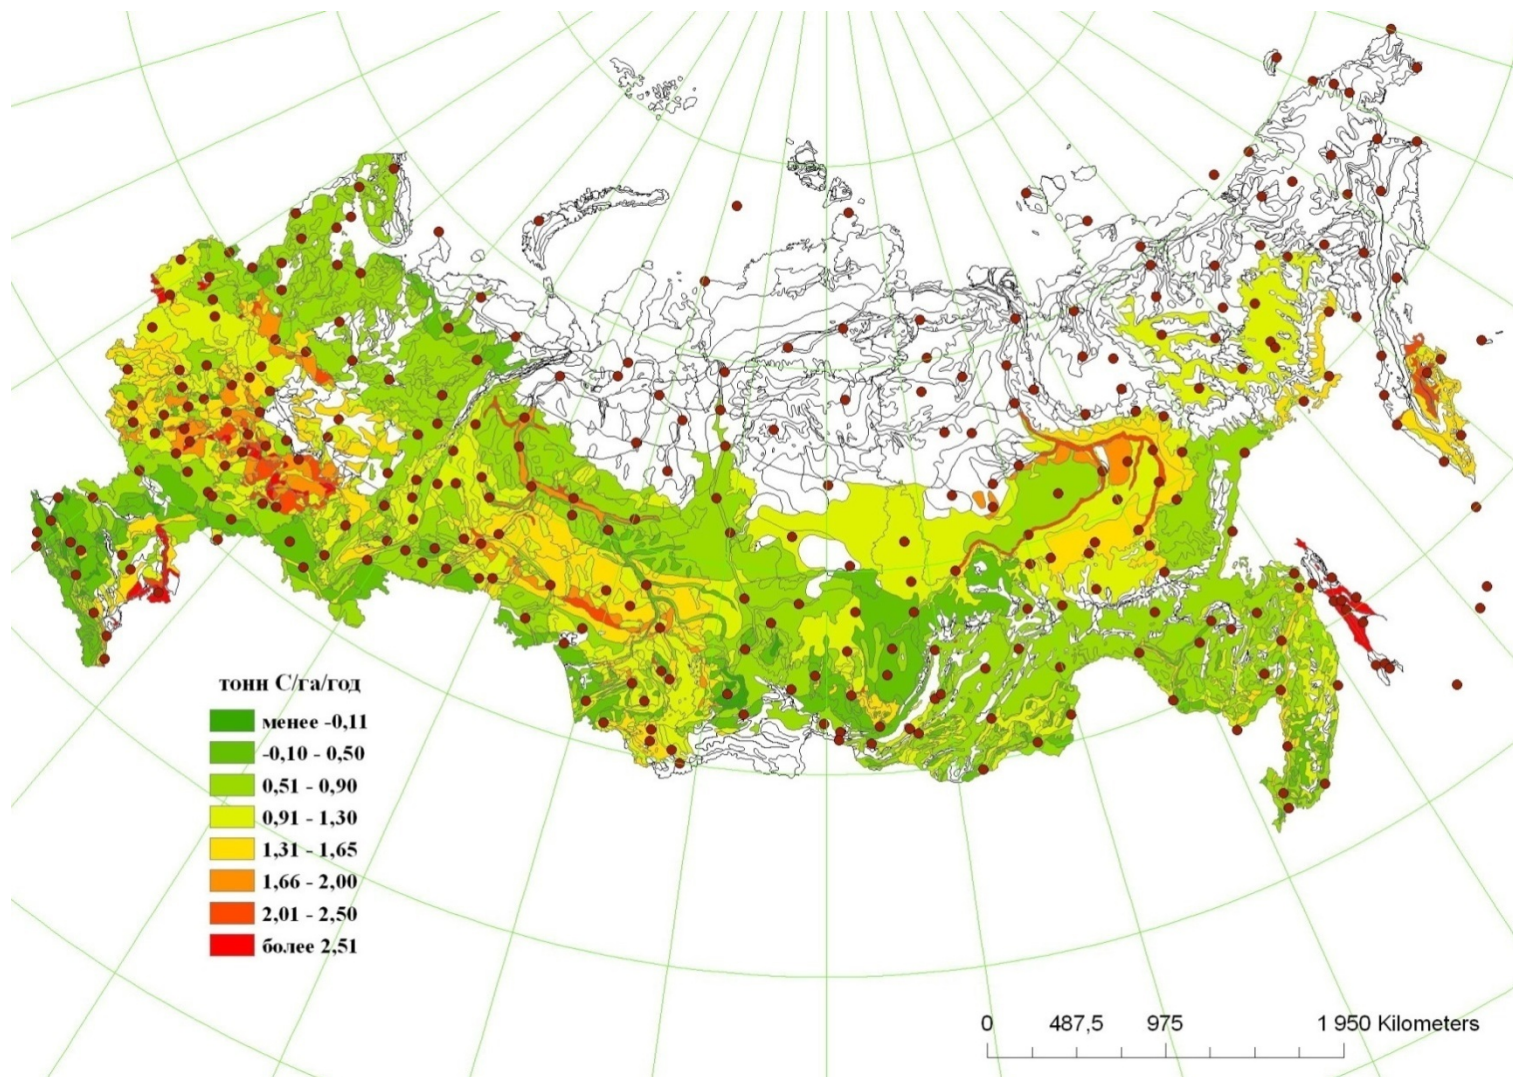 тонн С/га/год
менее -0,11
-0,10 - 0,50
0,51 - 0,90
0,91 - 1,30
1,31 - 1,65
1,66 - 2,00
2,01 - 2,50
более 2,51
0 487,5 975 1 950 Kilometers